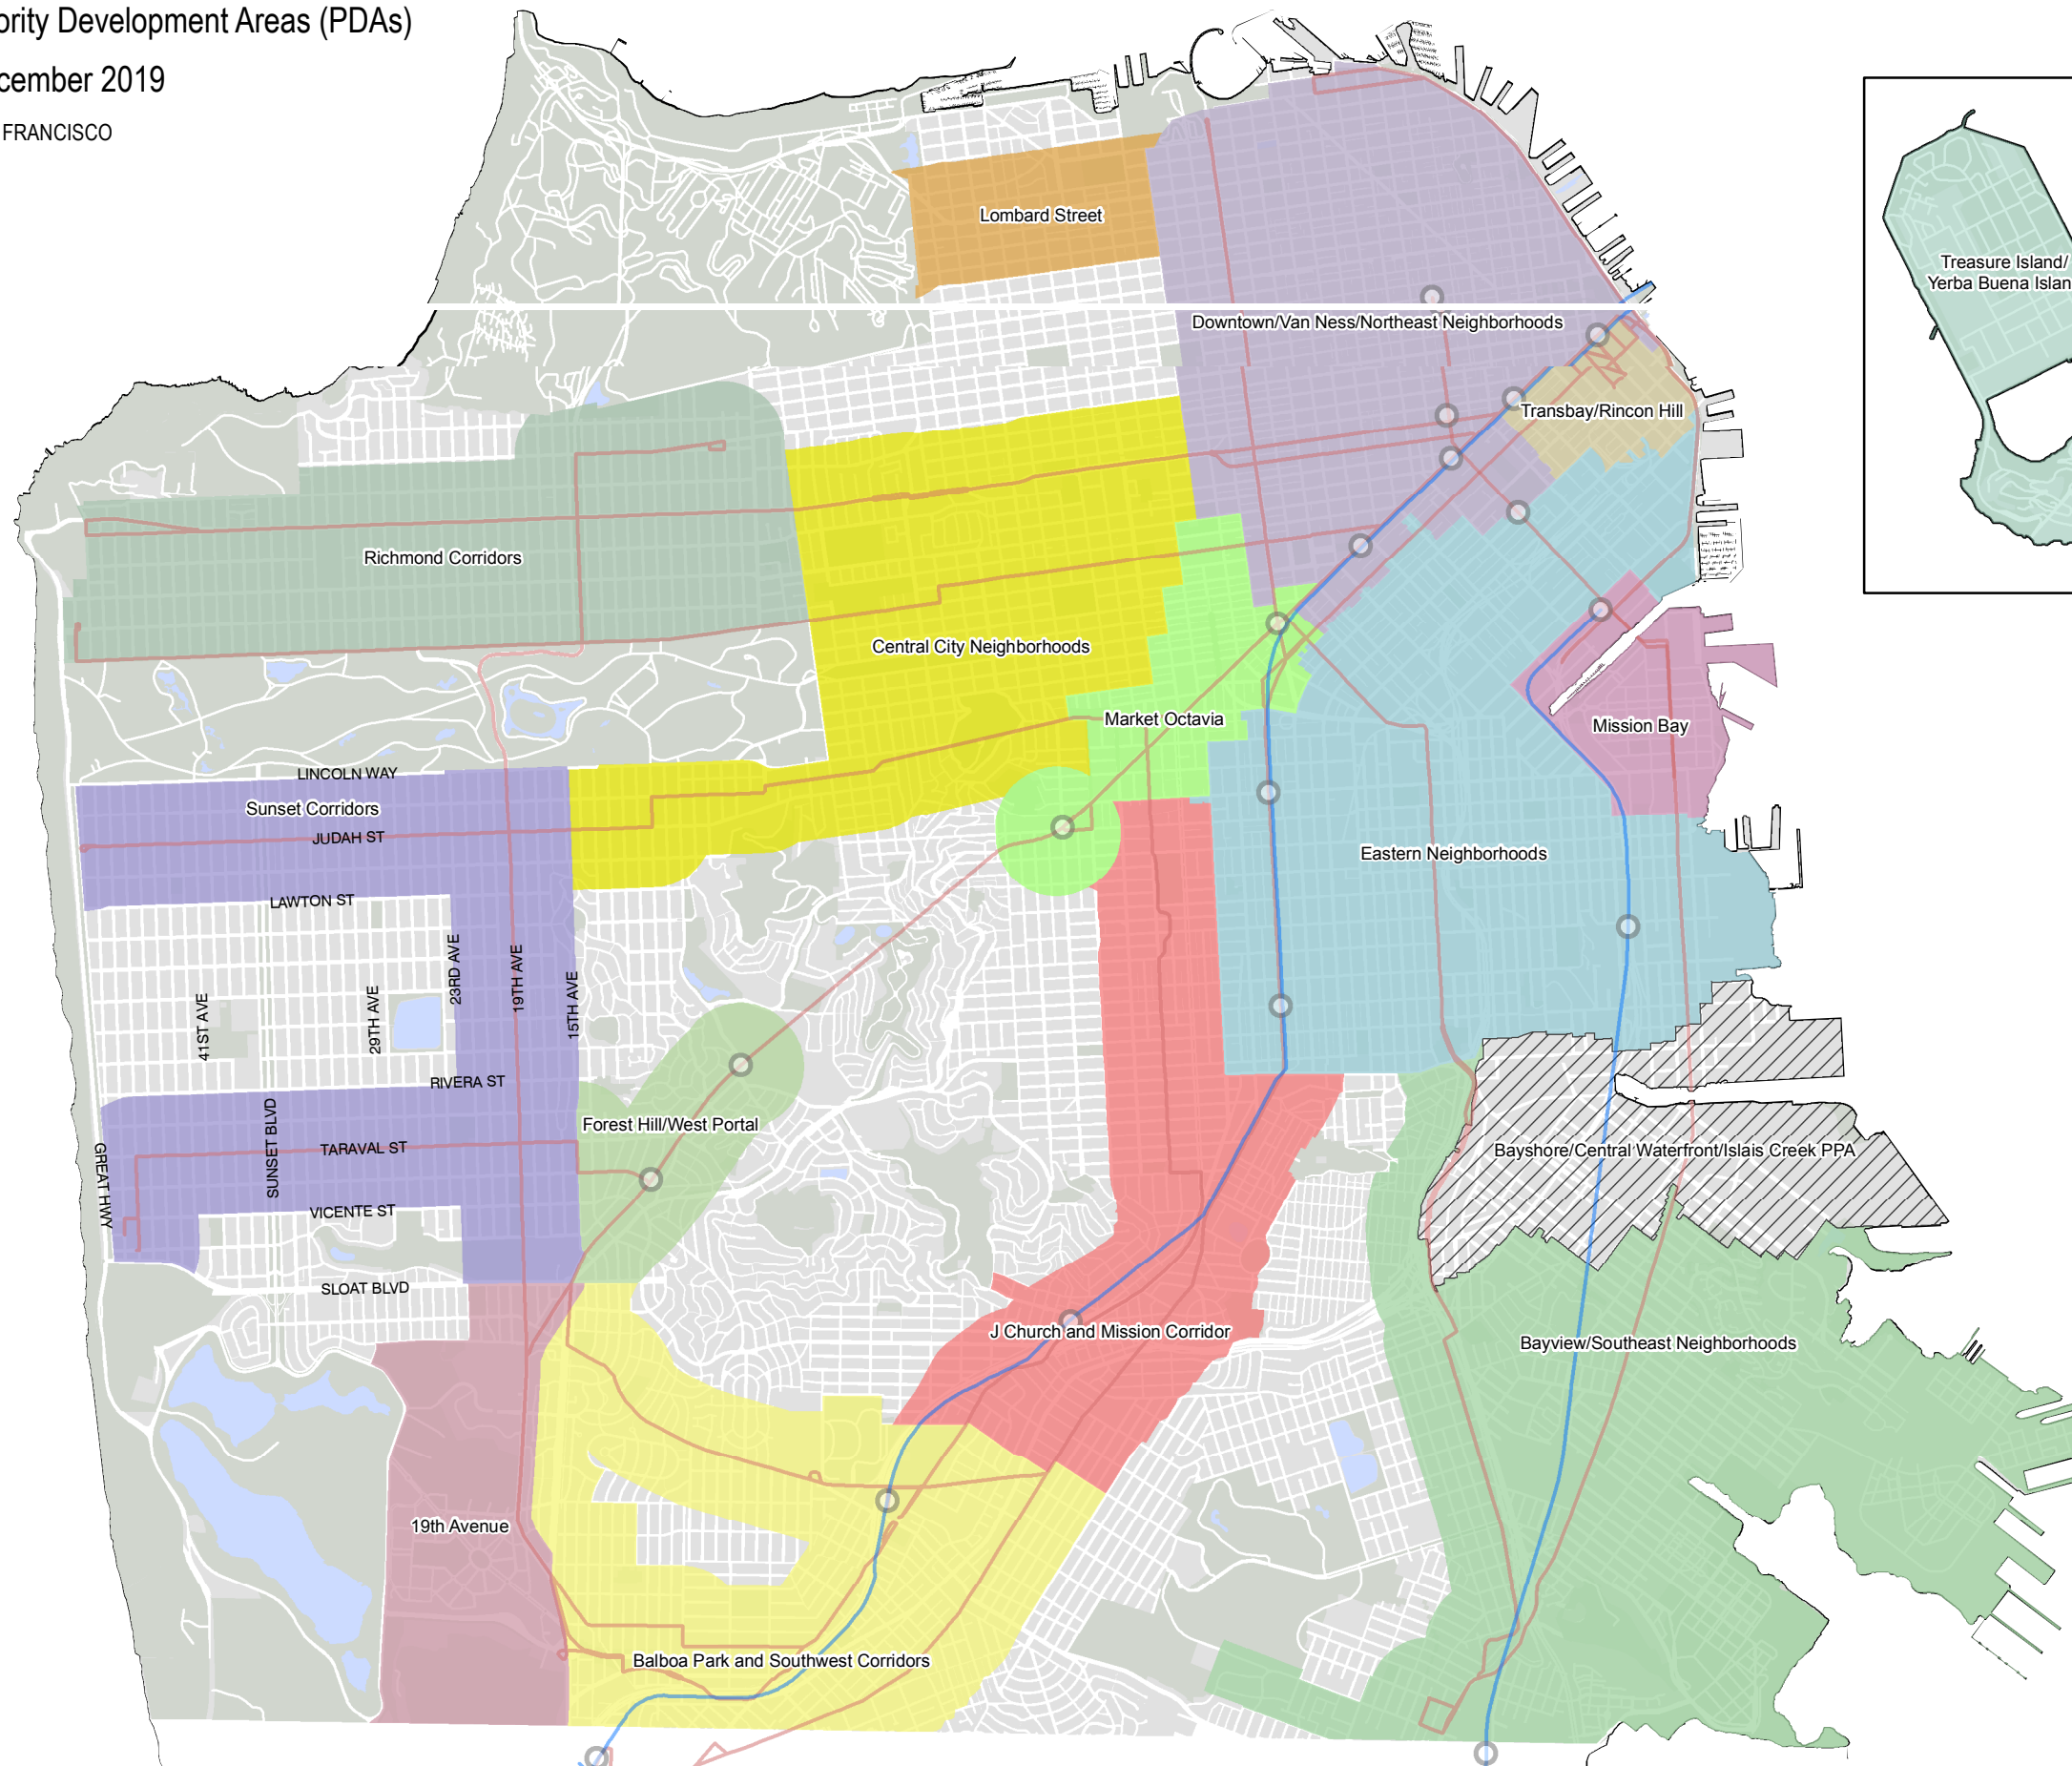 ority Development Areas (PDAs)
cember 2019
FRANCISCO
Lombard Street
Treasure Island/
Yerba Buena Islan
Downtown/Van Ness/Northeast Neighborhoods
Transbay/Rincon Hill
Richmond Corridors
Central City Neighborhoods
Market Octavia
Mission Bay
LINCOLN WAY
Sunset Corridors
JUDAH ST
Eastern Neighborhoods
LAWTON ST
23RD AVE
19TH AVE
15TH AVE
41ST AVE
29TH AVE
RIVERA ST
Forest Hill/West Portal
SUNSET BLVD
TARAVAL ST
GREAT HWY
Bayshore/Central Waterfront/Islais Creek PPA
VICENTE ST
SLOAT BLVD
J Church and Mission Corridor
Bayview/Southeast Neighborhoods
19th Avenue
Balboa Park and Southwest Corridors